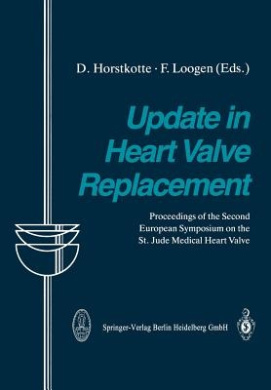 D. Horstkotte · F. Loogen (Eds.)
Update in
Heart Valve
Replacement
Proceedings of the Second
European Symposium on the
St. Jude Medical Heart Valve
Springer-Verlag Berlin Heidelberg GmbH